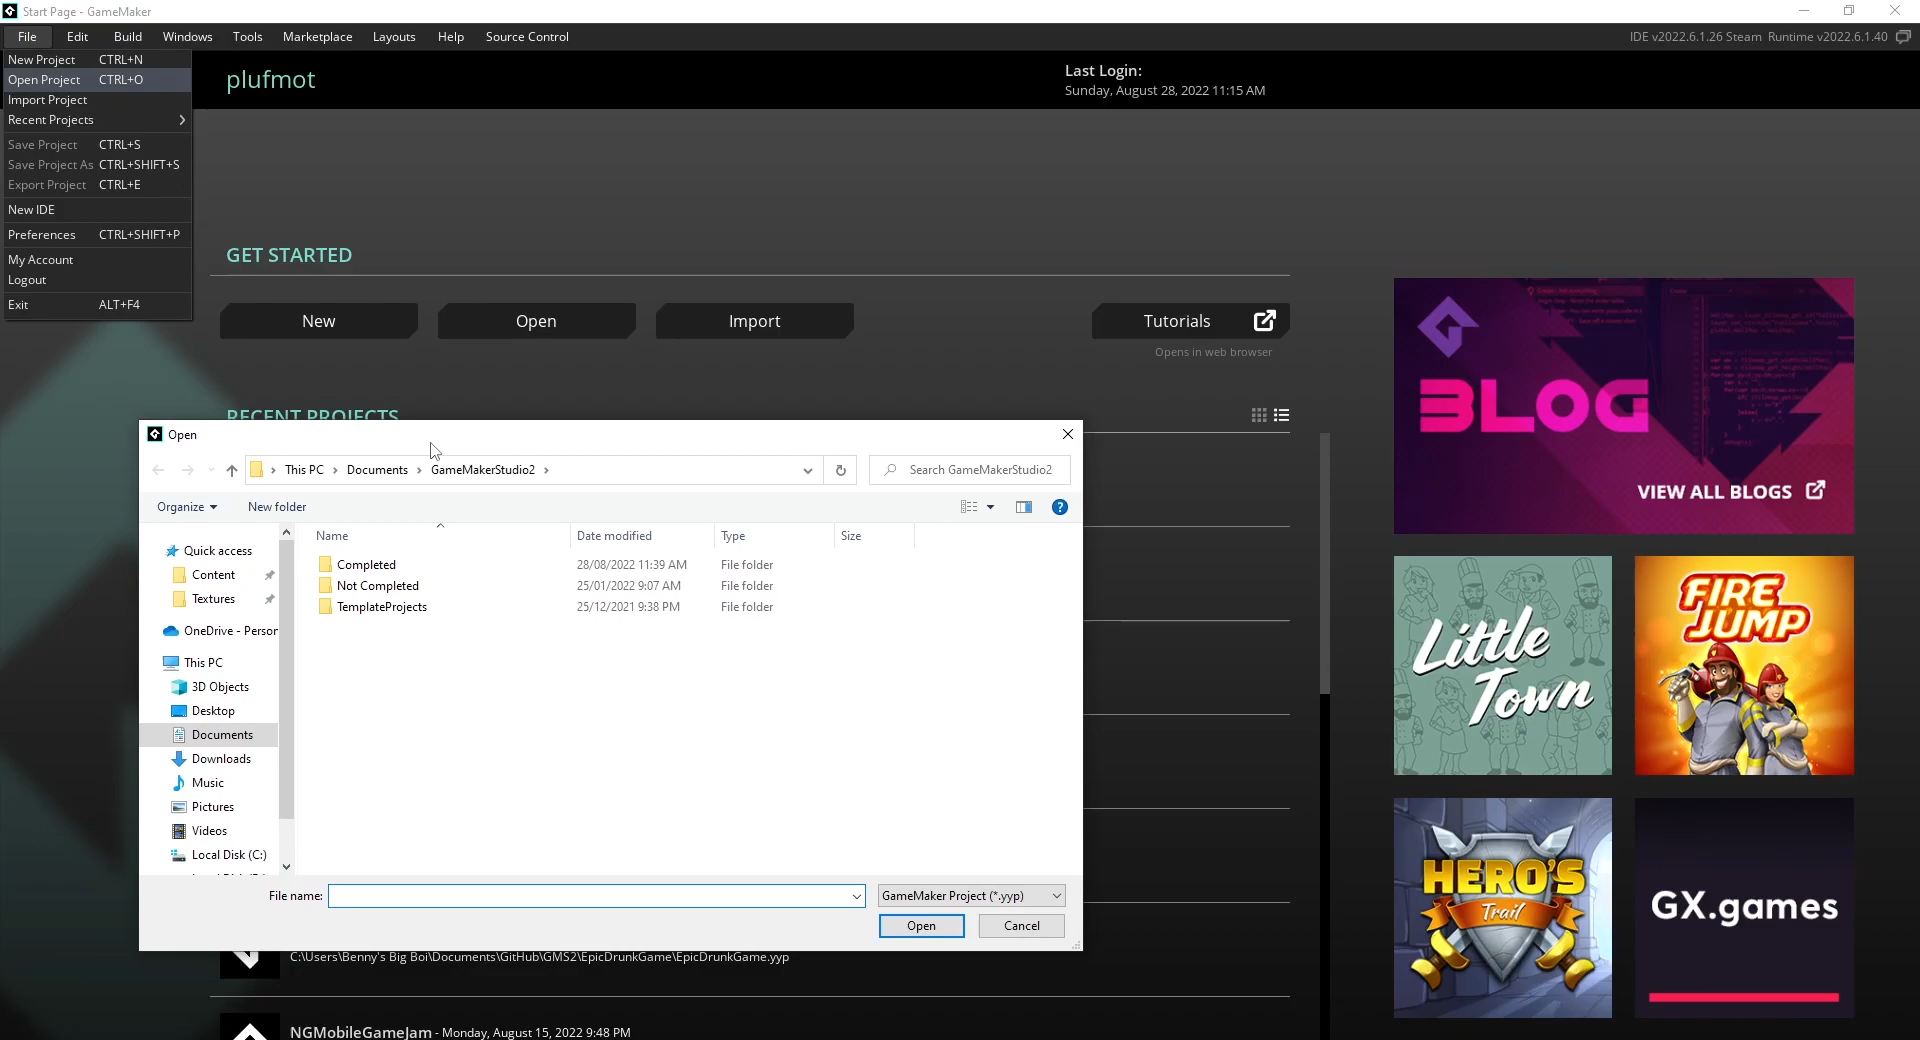 Start Page - GameMaker
File Edit Build Windows Tools Marketplace Layouts Help Source Control
IDE v2022.6.1.26 Steam Runtime v2022.6.1.40
New Project CTRL+N
Open Project CTRL+O
Import Project
Recent Projects
Save Project CTRL+S
Save Project As CTRL+SHIFT+S
Export Project CTRL+E
New IDE
Preferences CTRL+SHIFT+P
My Account
Logout
Exit ALT+F4
plufmot
Last Login:
Sunday, August 28, 2022 11:15 AM
GET STARTED
New
Open
Import
Tutorials
Opens in web browser
RECENT PROJECTS
Open
This PC > Documents > GameMakerStudio2 >
Search GameMakerStudio2
Organize
New folder
Name Date modified Type Size
Completed 28/08/2022 11:39 AM File folder
Not Completed 25/01/2022 9:07 AM File folder
TemplateProjects 25/12/2021 9:38 PM File folder
Quick access
Content
Textures
OneDrive - Person
This PC
3D Objects
Desktop
Documents
Downloads
Music
Pictures
Videos
Local Disk (C:)
File name:
GameMaker Project (*.yyp)
Open
Cancel
C:\Users\Benny's Big Boi\Documents\GitHub\GMS2\EpicDrunkGame\EpicDrunkGame.yyp
NGMobileGameJam - Monday, August 15, 2022 9:48 PM
BLOG
VIEW ALL BLOGS
Little
Town
FIRE
JUMP
HERO'S
Trail
GX.games